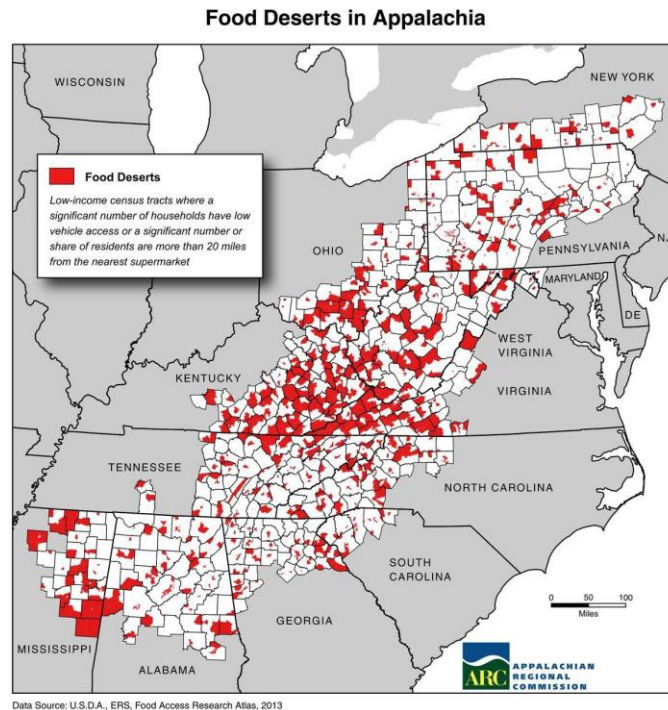 Food Deserts in Appalachia
WISCONSIN
NEW YORK
Food Deserts
Low-income census tracts where a
significant number of households have low
vehicle access or a significant number or
share of residents are more than 20 miles
from the nearest supermarket
OHIO
PENNSYLVANIA
NJ
MARYLAND
DE
WEST
VIRGINIA
KENTUCKY
VIRGINIA
TENNESSEE
NORTH CAROLINA
SOUTH
CAROLINA
GEORGIA
MISSISSIPPI
ALABAMA
0 50 100
Miles
ARC
APPALACHIAN
REGIONAL
COMMISSION
Data Source: U.S.D.A., ERS, Food Access Research Atlas, 2013